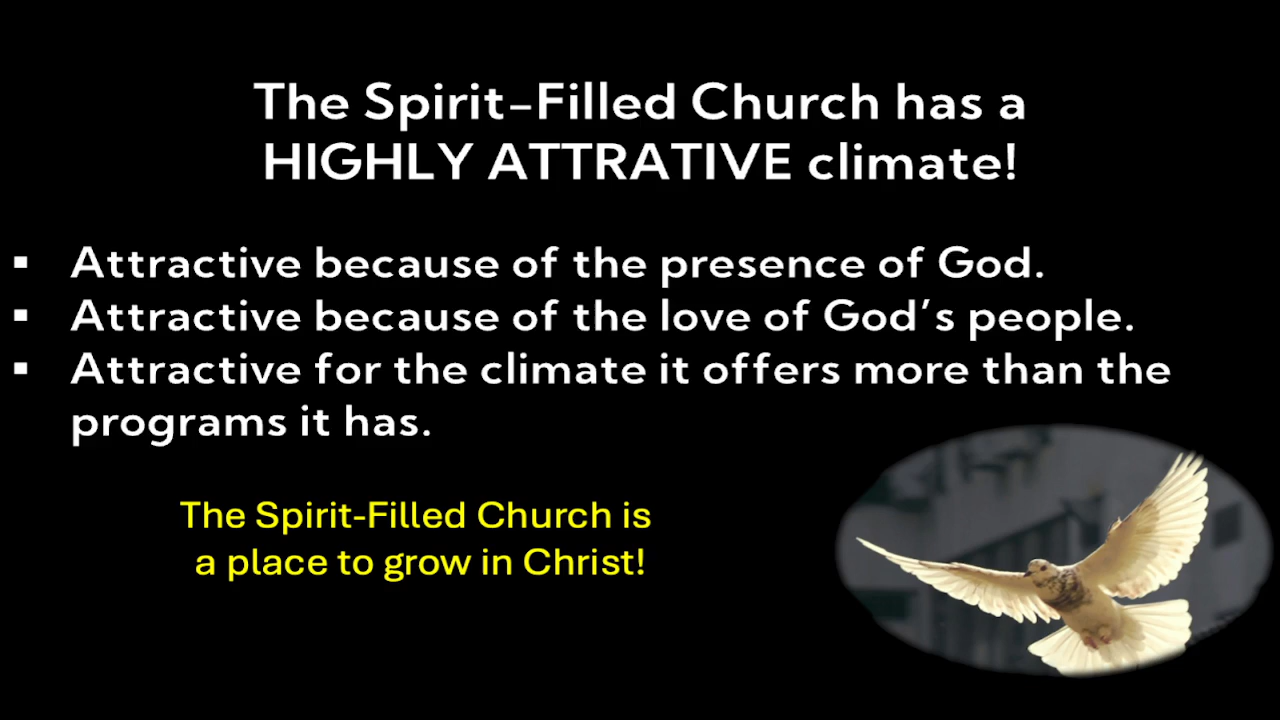 The Spirit-Filled Church has a
HIGHLY ATTRATIVE climate!
▪ Attractive because of the presence of God.
▪ Attractive because of the love of God’s people.
▪ Attractive for the climate it offers more than the
programs it has.
The Spirit-Filled Church is
a place to grow in Christ!